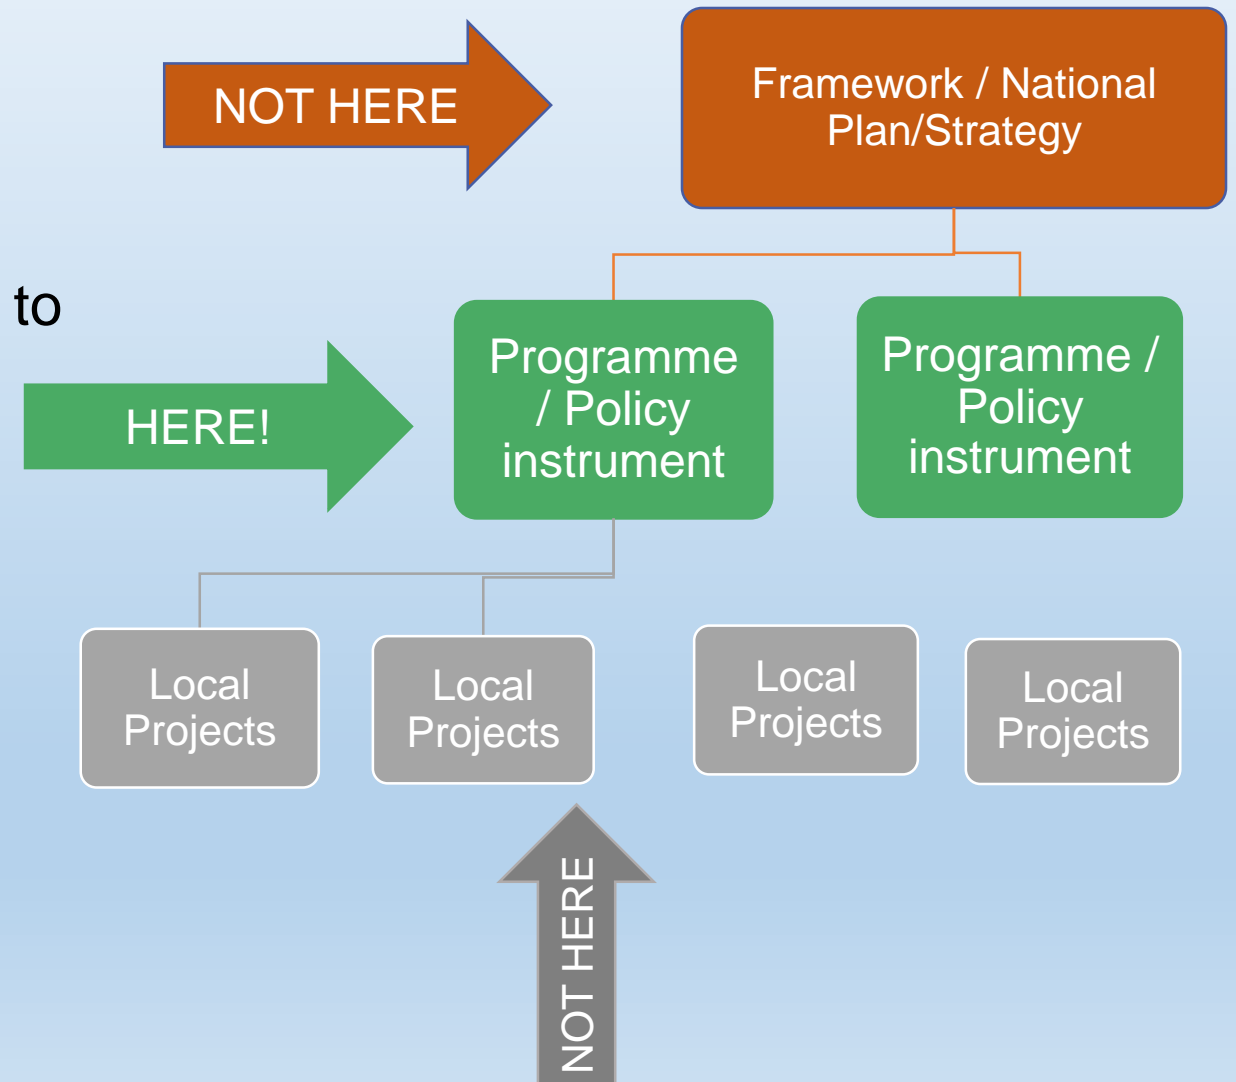 NOT HERE
Framework / National
Plan/Strategy
to
HERE!
Programme
/ Policy
instrument
Programme /
Policy
instrument
Local
Projects
Local
Projects
Local
Projects
Local
Projects
NOT HERE